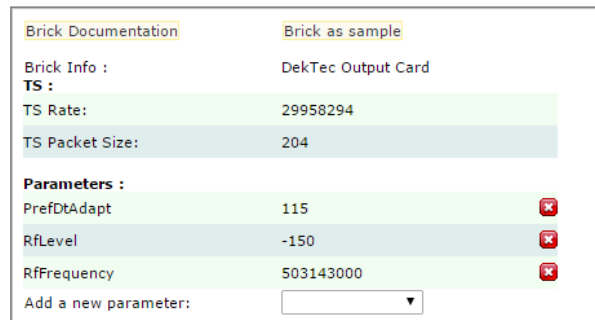 Brick Documentation Brick as sample
Brick Info : DekTec Output Card
TS :
TS Rate: 29958294
TS Packet Size: 204
Parameters :
PrefDtAdapt 115
RfLevel -150
RfFrequency 503143000
Add a new parameter: